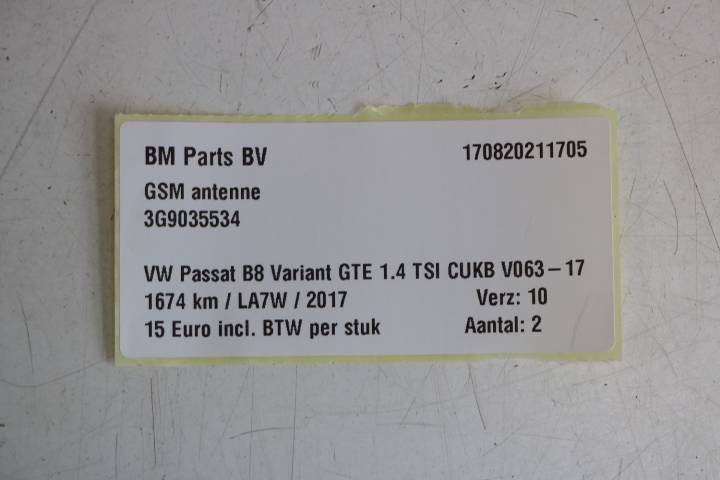 BM Parts BV 170820211705
GSM antenne
3G9035534
VW Passat B8 Variant GTE 1.4 TSI CUKB V063-17
1674 km / LA7W / 2017 Verz: 10
15 Euro incl. BTW per stuk Aantal: 2